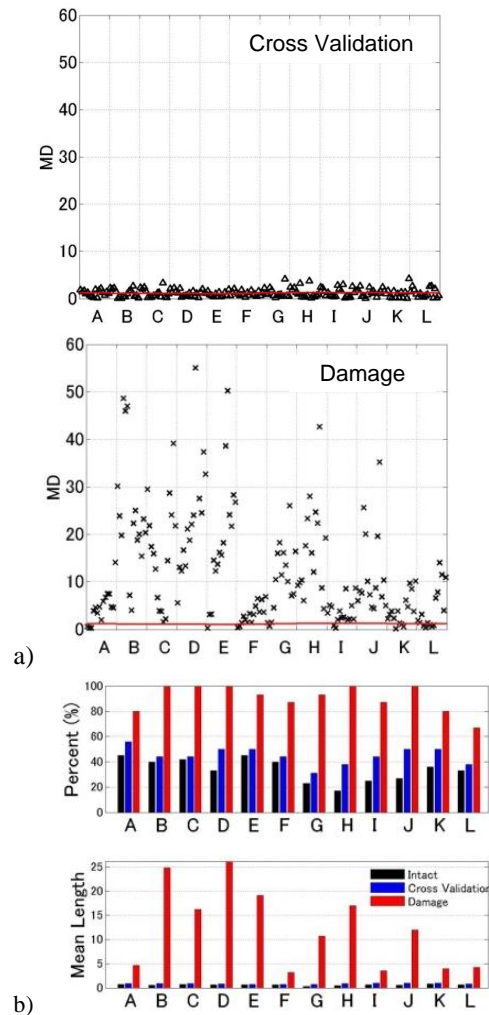 60
Cross Validation
50
40
MD
30
20
10
0
A B C D E F G H I J K L
60
Damage
50
40
MD
30
20
10
0
A B C D E F G H I J K L
a)
100
80
60
Percent (%)
40
20
0
A B C D E F G H I J K L
25
Intact
20
Cross Validation
15
Damage
Mean Length
10
5
0
A B C D E F G H I J K L
b)